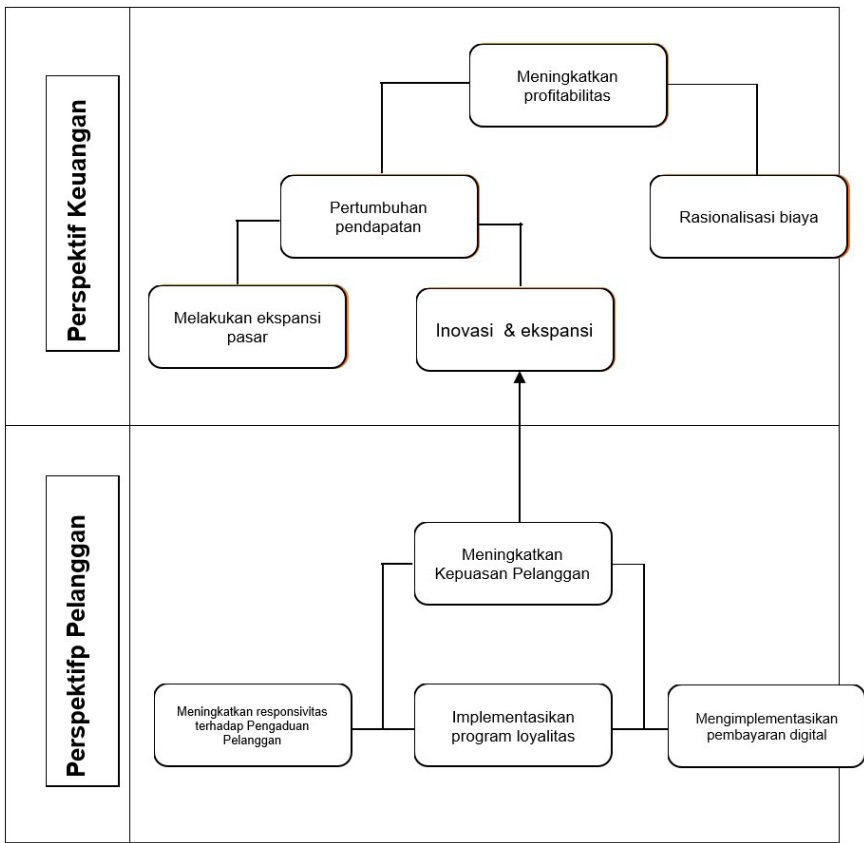 Perspektif Keuangan
Meningkatkan
profitabilitas
Pertumbuhan
pendapatan
Rasionalisasi biaya
Melakukan ekspansi
pasar
Inovasi & ekspansi
Perspektifp Pelanggan
Meningkatkan
Kepuasan Pelanggan
Meningkatkan responsivitas
terhadap Pengaduan
Pelanggan
Implementasikan
program loyalitas
Mengimplementasikan
pembayaran digital